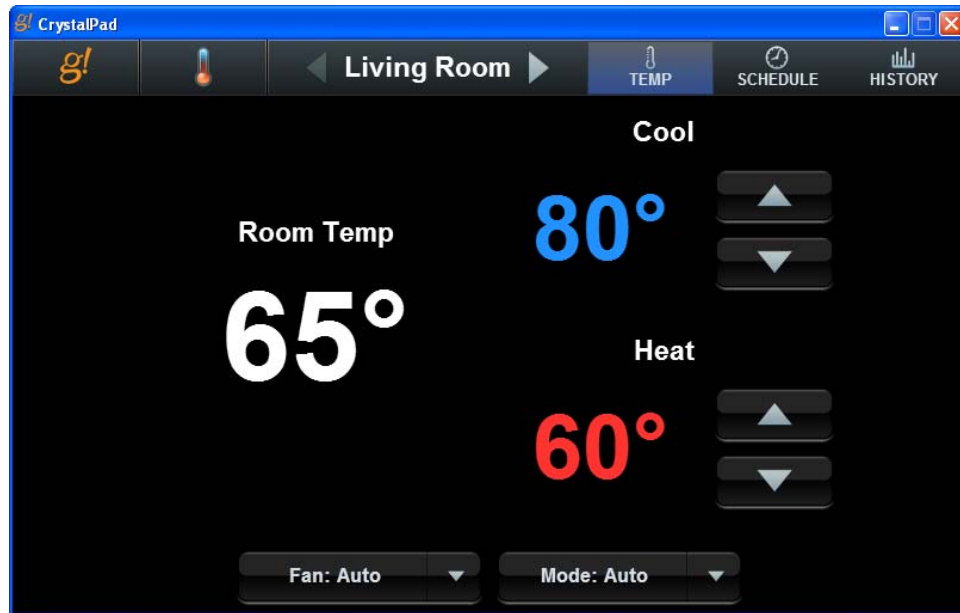 g! CrystalPad
g!
Living Room
TEMP
SCHEDULE
HISTORY
Cool
80°
Room Temp
65°
Heat
60°
Fan: Auto
Mode: Auto